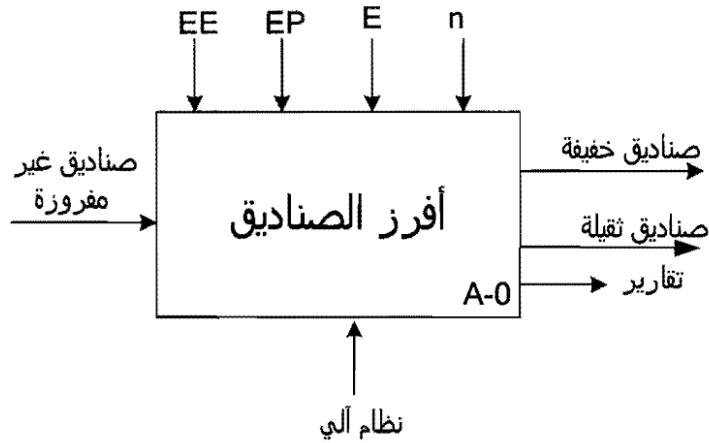 EE EP E n
صناديق غير
مفروزة
أفرز الصناديق
صناديق خفيفة
صناديق ثقيلة
تقارير
A-0
نظام آلي